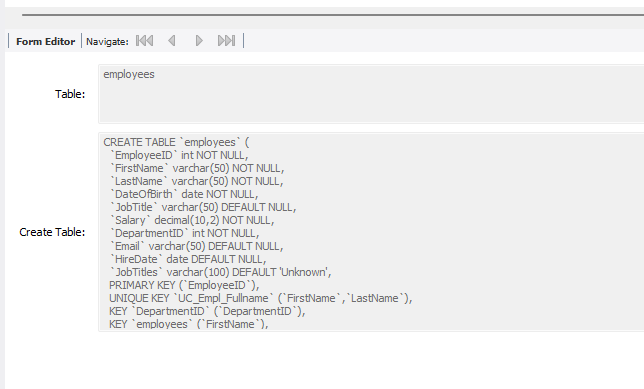 Form Editor Navigate:
Table:
employees
Create Table:
CREATE TABLE `employees` (
`EmployeeID` int NOT NULL,
`FirstName` varchar(50) NOT NULL,
`LastName` varchar(50) NOT NULL,
`DateOfBirth` date NOT NULL,
`JobTitle` varchar(50) DEFAULT NULL,
`Salary` decimal(10,2) NOT NULL,
`DepartmentID` int NOT NULL,
`Email` varchar(50) DEFAULT NULL,
`HireDate` date DEFAULT NULL,
`JobTitles` varchar(100) DEFAULT 'Unknown',
PRIMARY KEY (`EmployeeID`),
UNIQUE KEY `UC_Empl_Fullname` (`FirstName`,`LastName`),
KEY `DepartmentID` (`DepartmentID`),
KEY `employees` (`FirstName`),